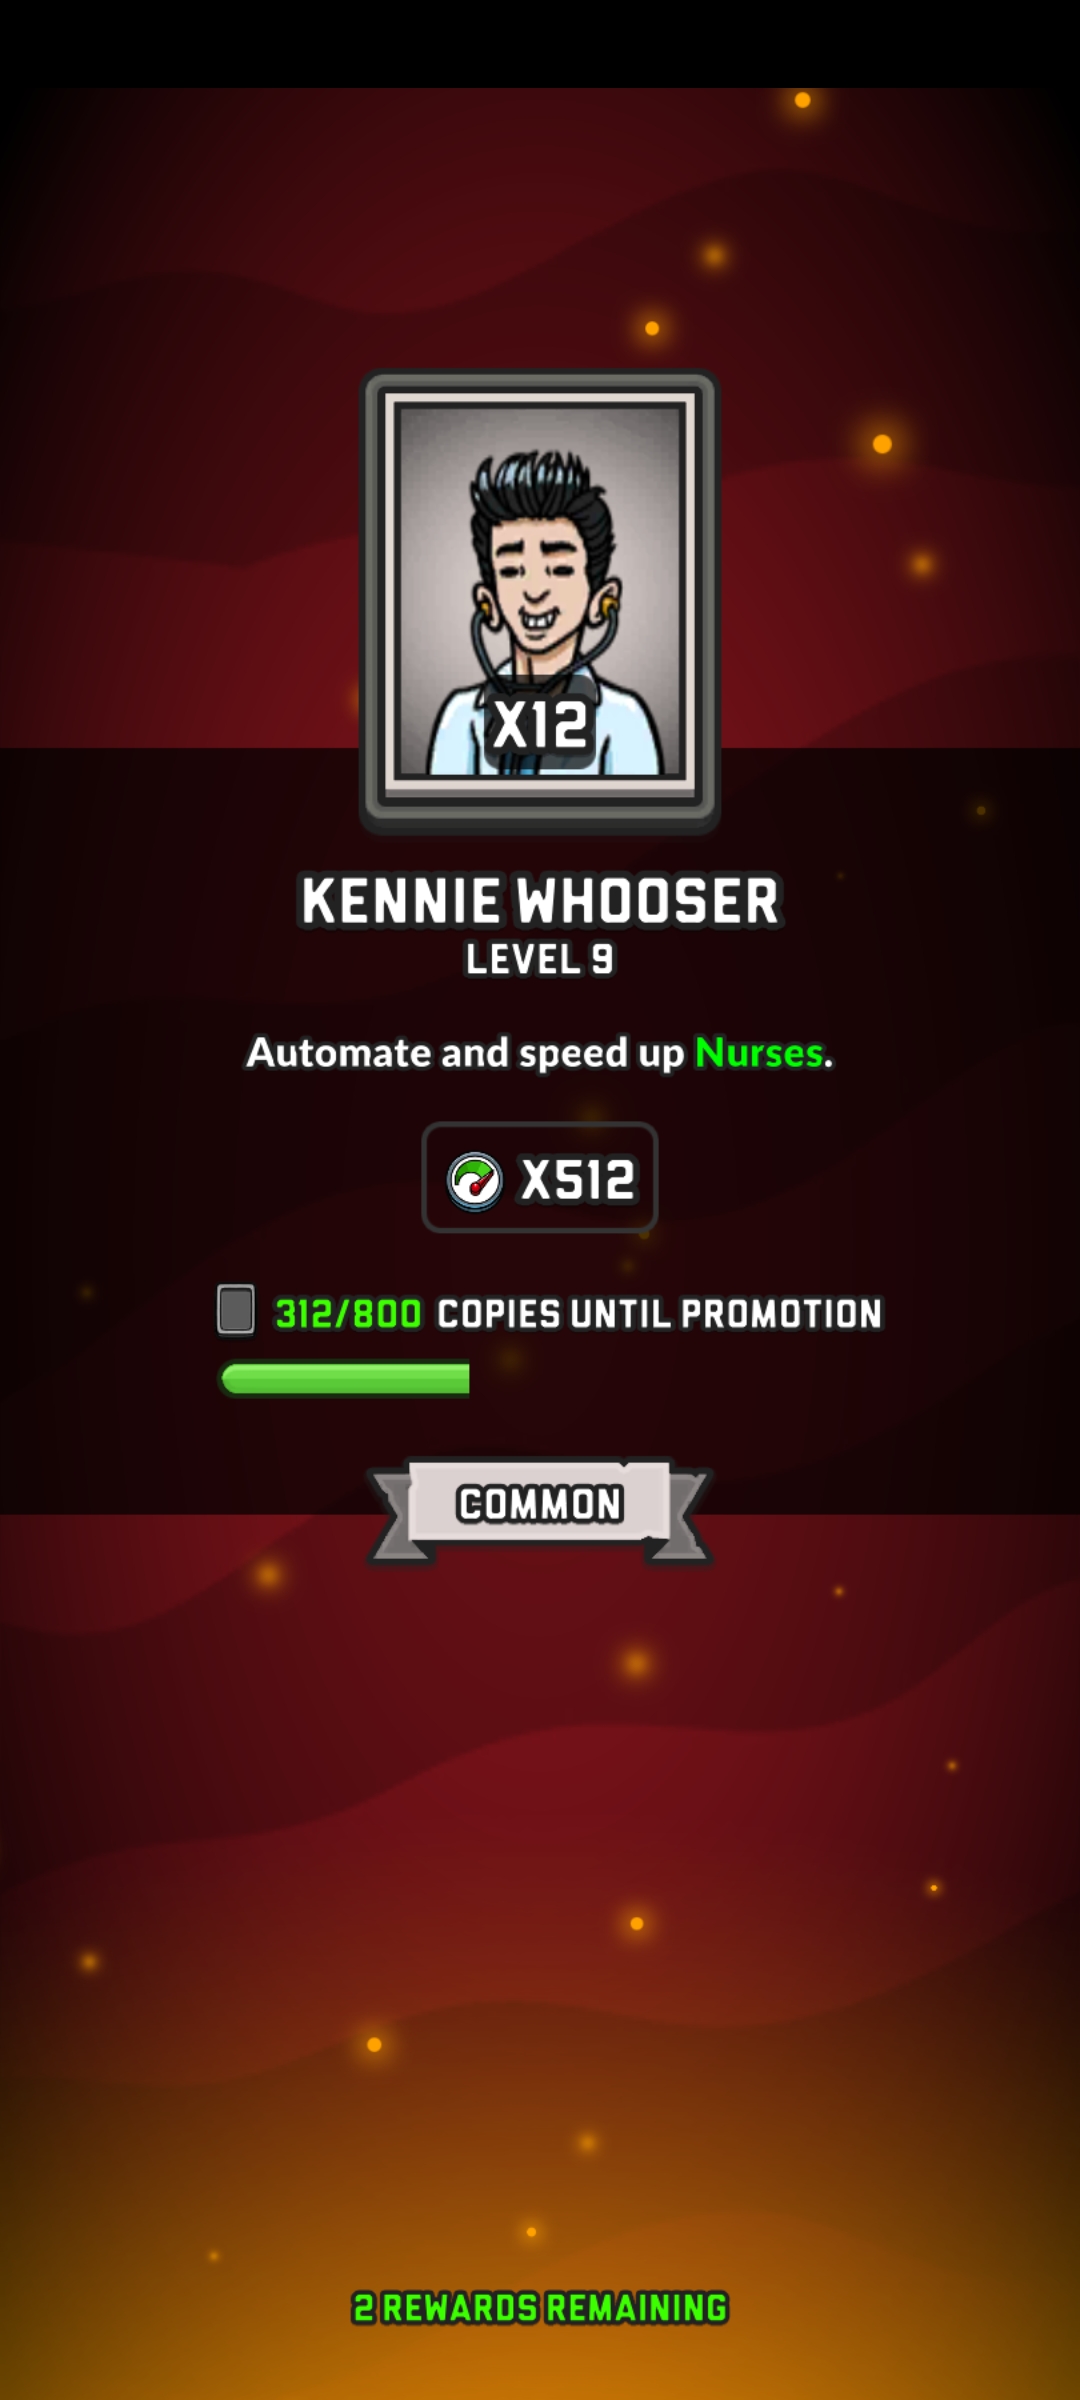 X12
KENNIE WHOOSER
LEVEL 9
Automate and speed up Nurses.
X512
312/800 COPIES UNTIL PROMOTION
COMMON
2 REWARDS REMAINING